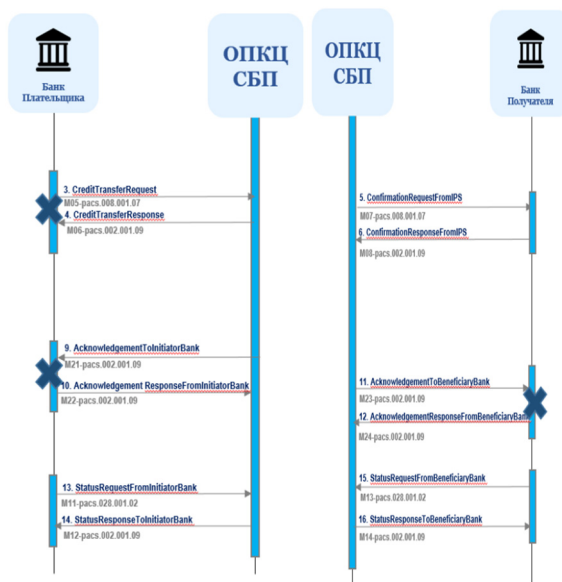 Банк
Плательщика
ОПКЦ
СБП
ОПКЦ
СБП
Банк
Получателя
3. CreditTransferRequest
M05-pacs.008.001.07
4. CreditTransferResponse
M06-pacs.002.001.09
5. ConfirmationRequestFromIPS
M07-pacs.008.001.07
6. ConfirmationResponseFromIPS
M08-pacs.002.001.09
9. AcknowledgementToInitiatorBank
M21-pacs.002.001.09
10. Acknowledgement ResponseFromInitiatorBank
M22-pacs.002.001.09
11. AcknowledgementToBeneficiaryBank
M23-pacs.002.001.09
12. AcknowledgementResponseFromBeneficiaryBank
M24-pacs.002.001.09
13. StatusRequestFromInitiatorBank
M11-pacs.028.001.02
14. StatusResponseToInitiatorBank
M12-pacs.002.001.09
15. StatusRequestFromBeneficiaryBank
M13-pacs.028.001.02
16. StatusResponseToBeneficiaryBank
M14-pacs.002.001.09